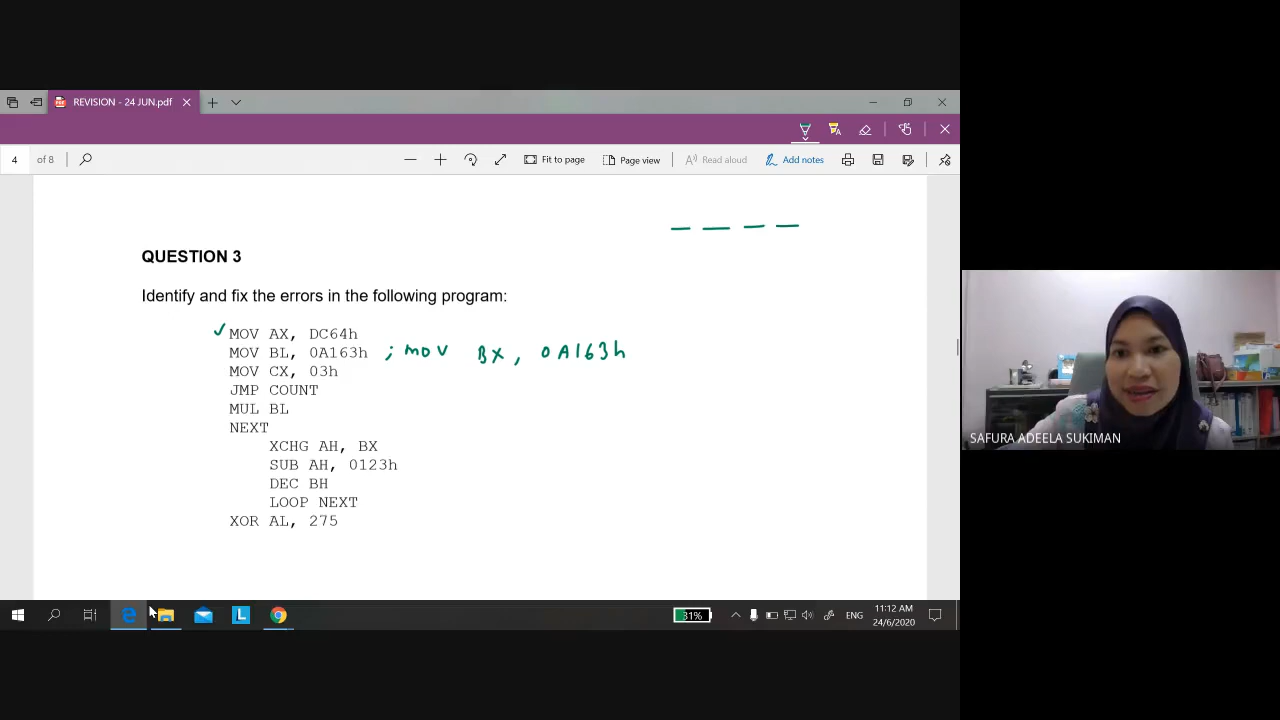 REVISION - 24 JUN.pdf
4 of 8 Fit to page Page view Read aloud Add notes
QUESTION 3
Identify and fix the errors in the following program:
✓ MOV AX, DC64h
MOV BL, 0A163h ; MOV BX, 0A163h
MOV CX, 03h
JMP COUNT
MUL BL
NEXT
XCHG AH, BX
SUB AH, 0123h
DEC BH
LOOP NEXT
XOR AL, 275
SAFURA ADEELA SUKIMAN
31% ENG 11:12 AM
24/6/2020